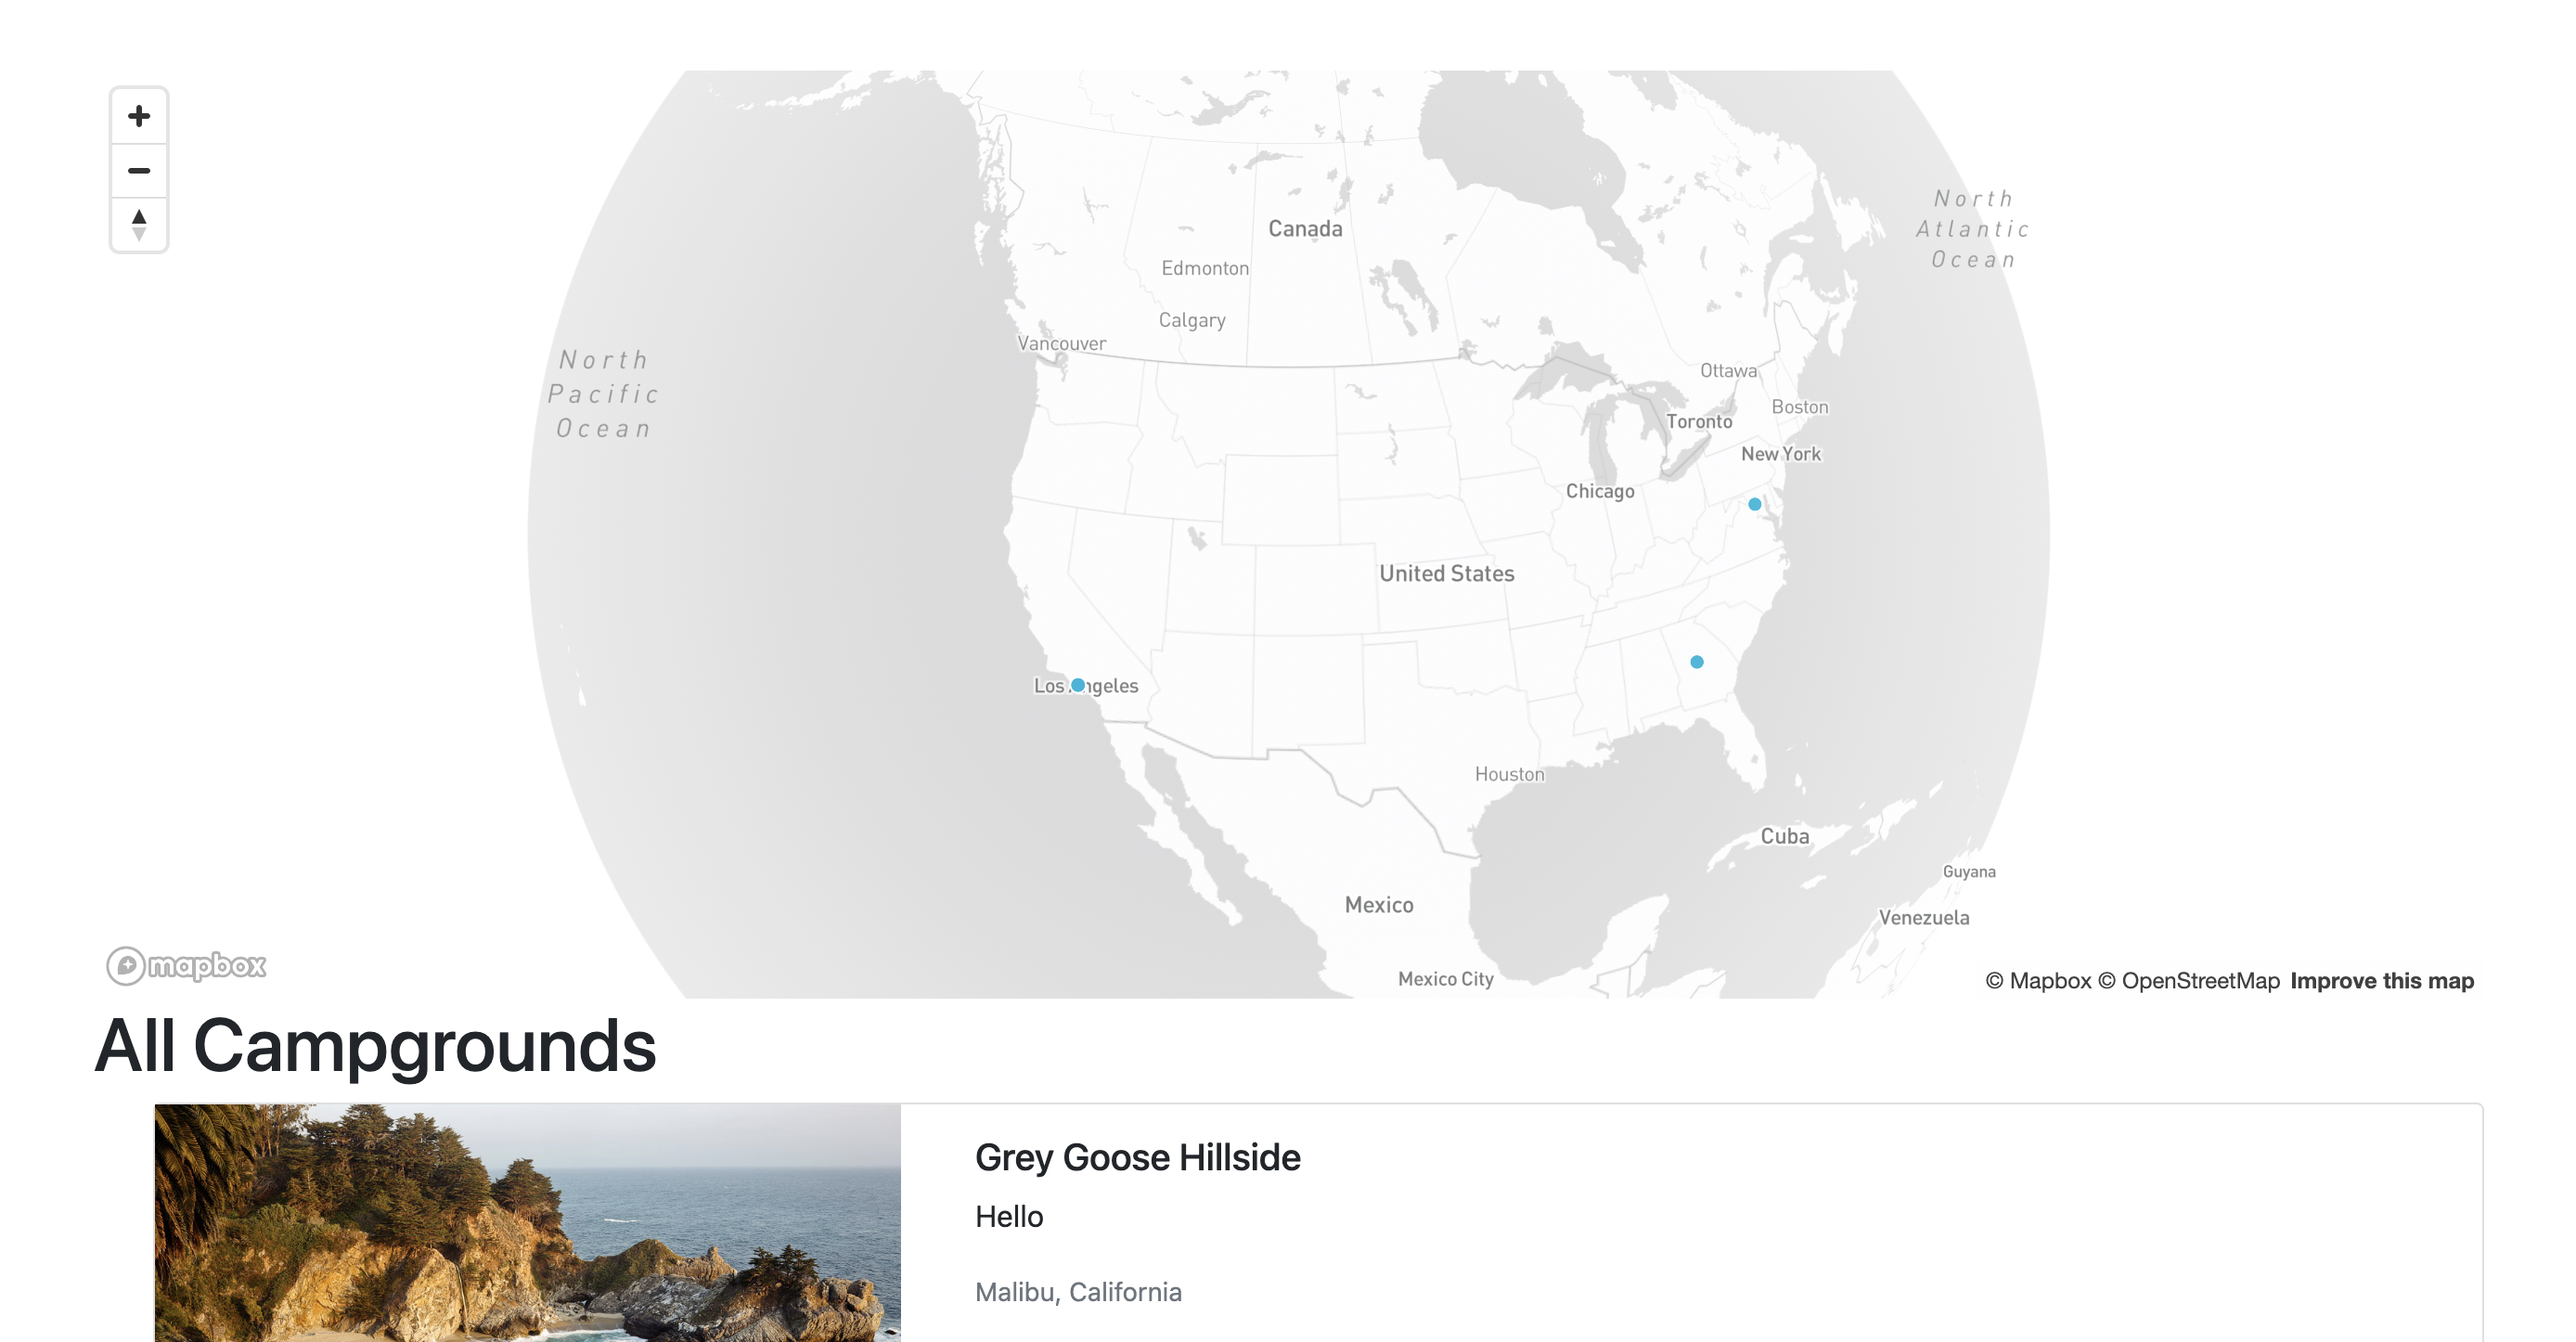 North
Atlantic
Ocean
Canada
Edmonton
Calgary
Vancouver
North
Pacific
Ocean
Ottawa
Boston
Toronto
New York
Chicago
United States
Los Angeles
Houston
Cuba
Guyana
Mexico
Venezuela
mapbox
Mexico City
© Mapbox © OpenStreetMap Improve this map
All Campgrounds
Grey Goose Hillside
Hello
Malibu, California